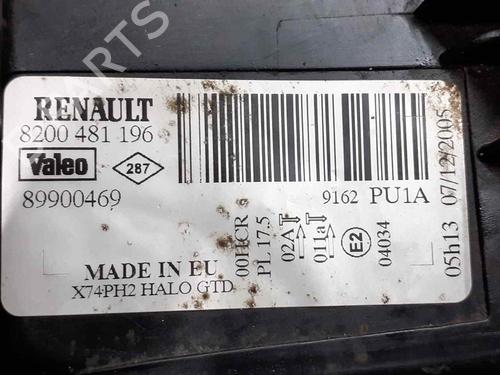 PARTS
RENAULT
8200 481 196
Valeo
287
89900469
9162 PU1A
MADE IN EU
X74PH2 HALO GTD
00HCR
PL 17.5
02A
011a
E2
04034
05h13 07/12/2005